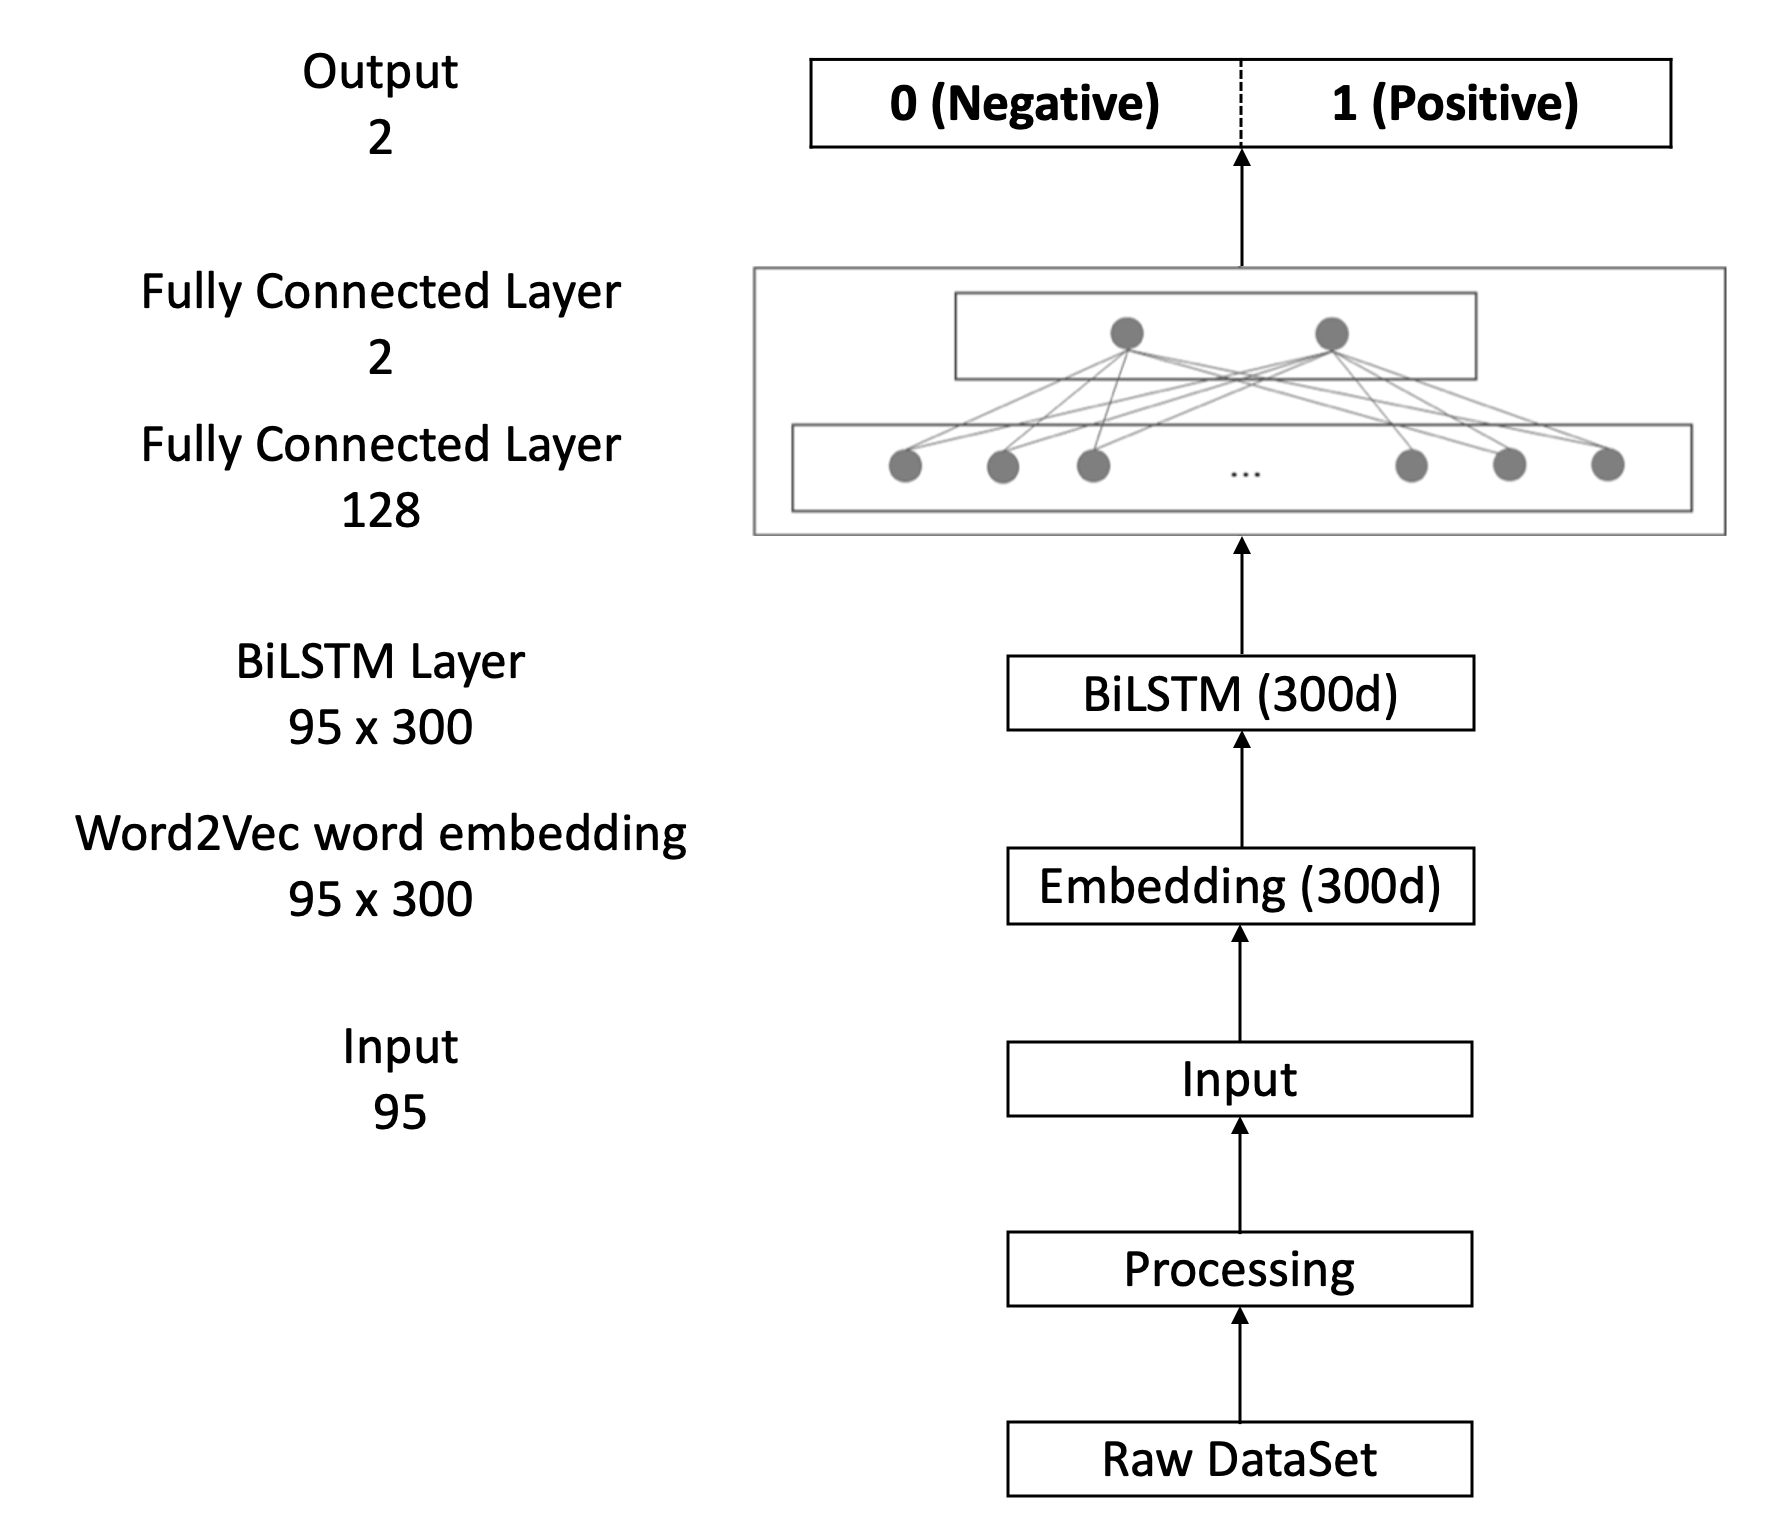 Output
2
0 (Negative)
1 (Positive)
Fully Connected Layer
2
Fully Connected Layer
128
...
BiLSTM Layer
95 x 300
BiLSTM (300d)
Word2Vec word embedding
95 x 300
Embedding (300d)
Input
95
Input
Processing
Raw DataSet